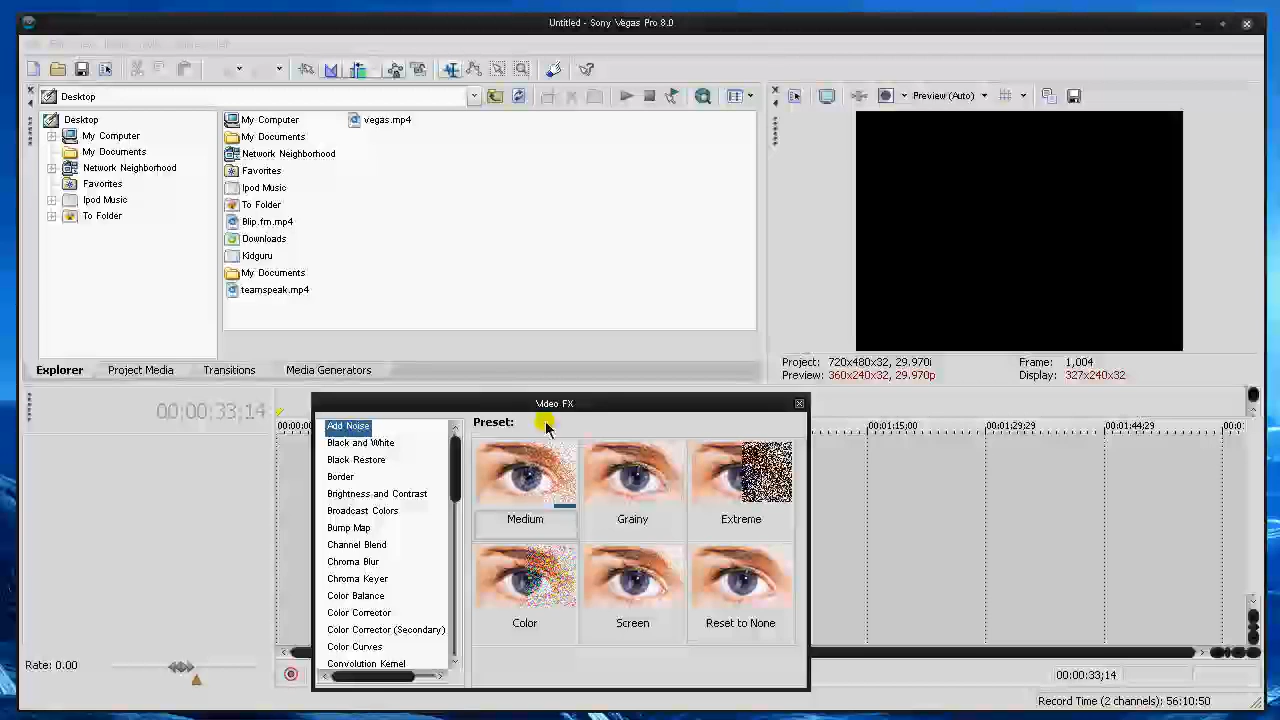 Untitled - Sony Vegas Pro 8.0
Desktop
Preview (Auto)
Desktop
My Computer
My Documents
Network Neighborhood
Favorites
Ipod Music
To Folder
My Computer
My Documents
Network Neighborhood
Favorites
Ipod Music
To Folder
Blip.fm.mp4
Downloads
Kidguru
My Documents
teamspeak.mp4
vegas.mp4
Project: 720x480x32, 29.970i
Preview: 360x240x32, 29.970p
Frame: 1,004
Display: 327x240x32
Explorer
Project Media
Transitions
Media Generators
00:00:33;14
00:01:15;00
00:01:29;29
00:01:44;29
Video FX
Add Noise
Black and White
Black Restore
Border
Brightness and Contrast
Broadcast Colors
Bump Map
Channel Blend
Chroma Blur
Chroma Keyer
Color Balance
Color Corrector
Color Corrector (Secondary)
Color Curves
Convolution Kernel
Preset:
Medium
Grainy
Extreme
Color
Screen
Reset to None
Rate: 0.00
00:00:33;14
Record Time (2 channels): 56:10:50